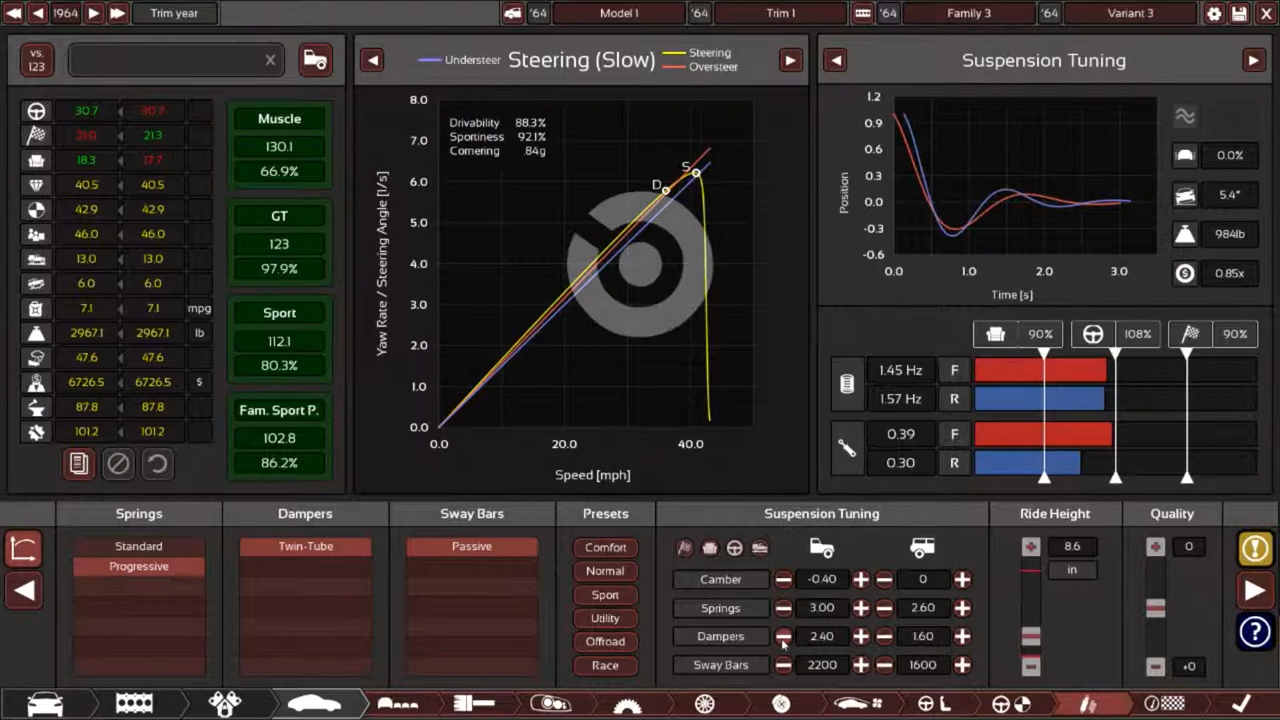 1964
Trim year
'64
Model 1
'64
Trim 1
'64
Family 3
'64
Variant 3
vs.
123
30.7 30.7
21.0 21.3
18.3 17.7
40.5 40.5
42.9 42.9
46.0 46.0
13.0 13.0
6.0 6.0
7.1 7.1 mpg
2967.1 2967.1 lb
47.6 47.6
6726.5 6726.5 $
87.8 87.8
101.2 101.2
Muscle
130.1
66.9%
GT
123
97.9%
Sport
112.1
80.3%
Fam. Sport P.
102.8
86.2%
Understeer
Steering (Slow)
Steering
Oversteer
Drivability 88.3%
Sportiness 92.1%
Cornering .84g
8.0
7.0
6.0
5.0
4.0
3.0
2.0
1.0
0.0
D
S
Yaw Rate / Steering Angle [1/s]
0.0 20.0 40.0
Speed [mph]
Suspension Tuning
1.2
0.9
0.6
0.3
0.0
-0.3
-0.6
Position
0.0 1.0 2.0 3.0
Time [s]
0.0%
5.4°
984lb
0.85x
90% 108% 90%
1.45 Hz F
1.57 Hz R
0.39 F
0.30 R
Springs
Standard
Progressive
Dampers
Twin-Tube
Sway Bars
Passive
Presets
Comfort
Normal
Sport
Utility
Offroad
Race
Suspension Tuning
Camber -0.40 0
Springs 3.00 2.60
Dampers 2.40 1.60
Sway Bars 2200 1600
Ride Height
8.6
in
Quality
0
+0